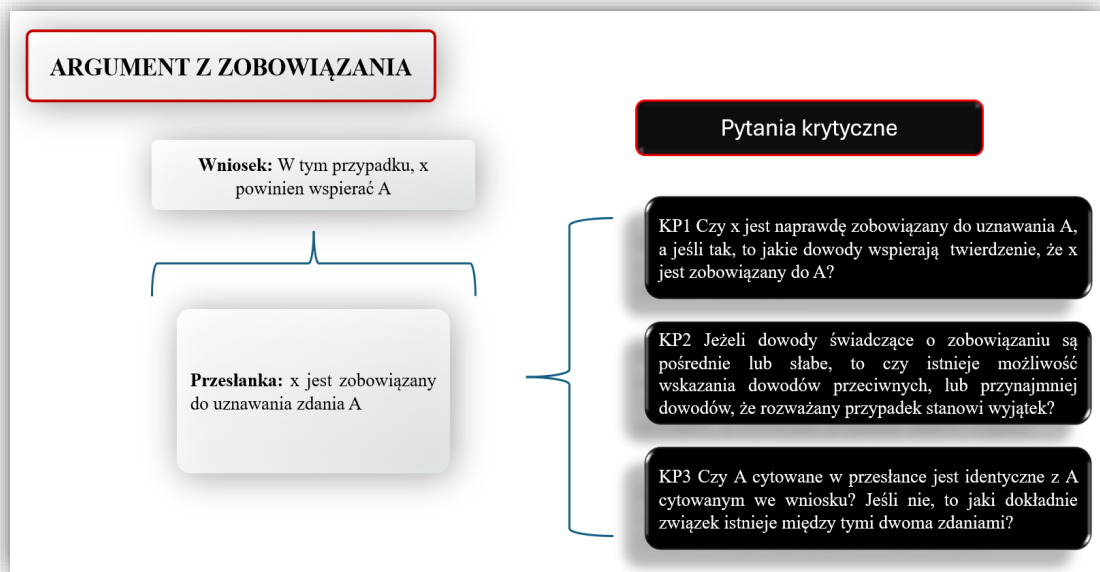 ARGUMENT Z ZOBOWIĄZANIA
Wniosek: W tym przypadku, x
powinien wspierać A
Przesłanka: x jest zobowiązany
do uznawania zdania A
Pytania krytyczne
KP1 Czy x jest naprawdę zobowiązany do uznawania A,
a jeśli tak, to jakie dowody wspierają twierdzenie, że x
jest zobowiązany do A?
KP2 Jeżeli dowody świadczące o zobowiązaniu są
pośrednie lub słabe, to czy istnieje możliwość
wskazania dowodów przeciwnych, lub przynajmniej
dowodów, że rozważany przypadek stanowi wyjątek?
KP3 Czy A cytowane w przesłance jest identyczne z A
cytowanym we wniosku? Jeśli nie, to jaki dokładnie
związek istnieje między tymi dwoma zdaniami?